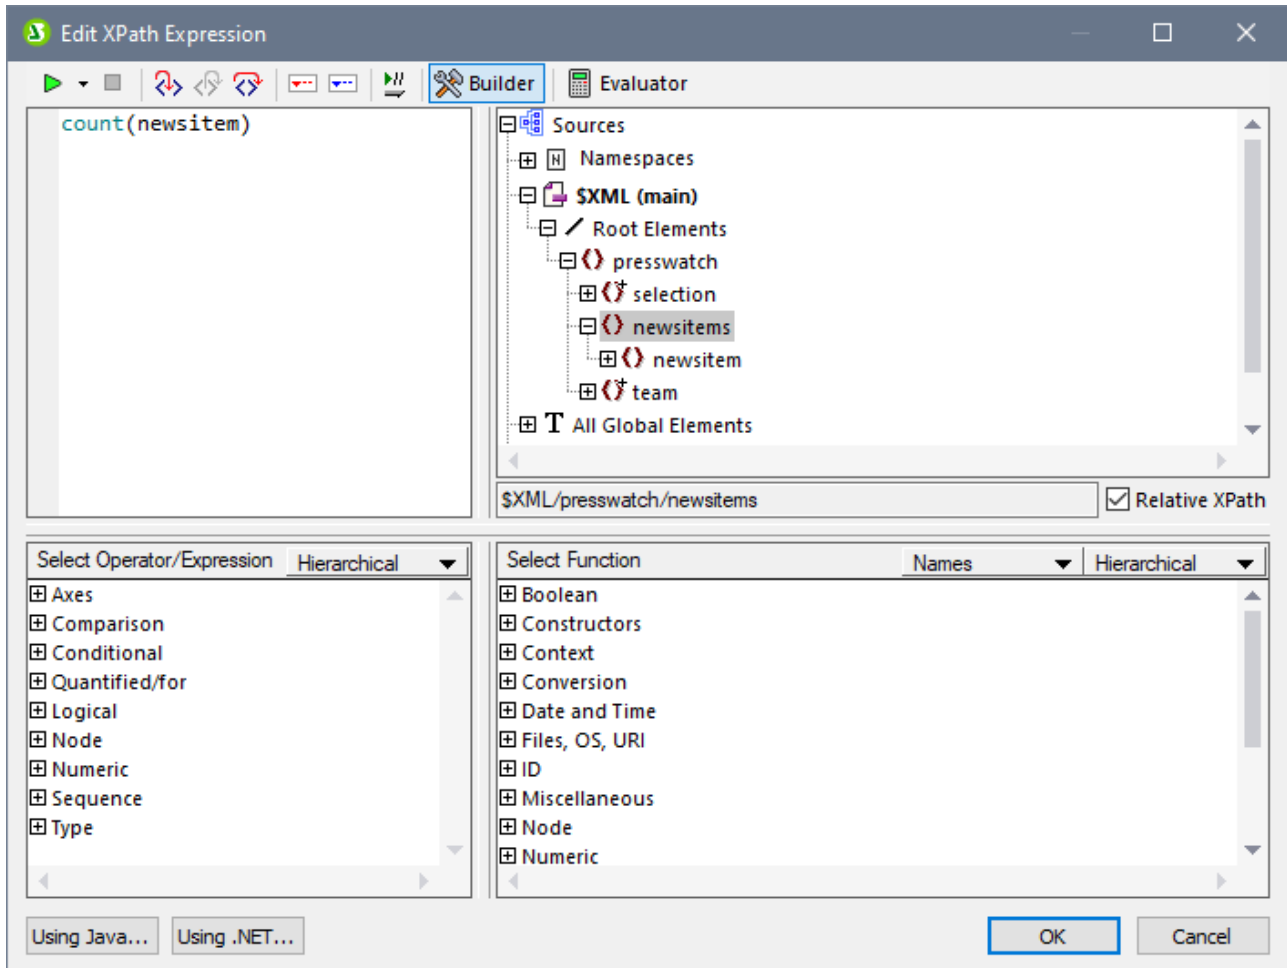 Edit XPath Expression
Builder
Evaluator
count(newsitem)
Sources
Namespaces
$XML (main)
Root Elements
presswatch
selection
newsitems
newsitem
team
T All Global Elements
$XML/presswatch/newsitems
Relative XPath
Select Operator/Expression Hierarchical
Axes
Comparison
Conditional
Quantified/for
Logical
Node
Numeric
Sequence
Type
Select Function Names Hierarchical
Boolean
Constructors
Context
Conversion
Date and Time
Files, OS, URI
ID
Miscellaneous
Node
Numeric
Using Java... Using .NET... OK Cancel